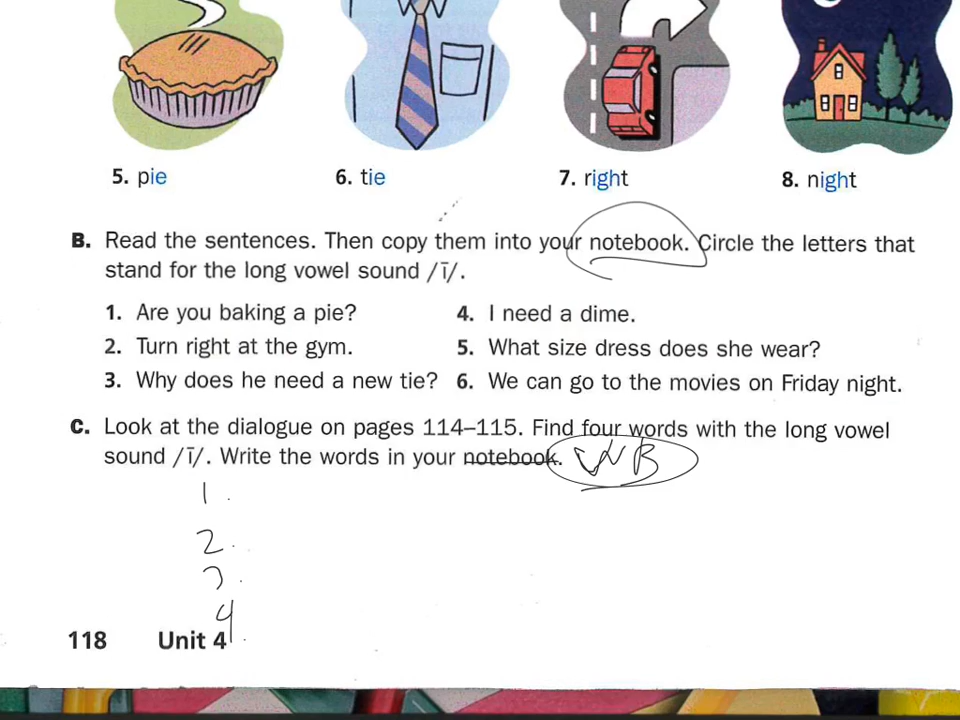 5. pie
6. tie
7. right
8. night
B. Read the sentences. Then copy them into your notebook. Circle the letters that
stand for the long vowel sound /ī/.
1. Are you baking a pie?
2. Turn right at the gym.
3. Why does he need a new tie?
4. I need a dime.
5. What size dress does she wear?
6. We can go to the movies on Friday night.
C. Look at the dialogue on pages 114–115. Find four words with the long vowel
sound /ī/. Write the words in your notebook. WB
1.
2.
3.
4.
118 Unit 4